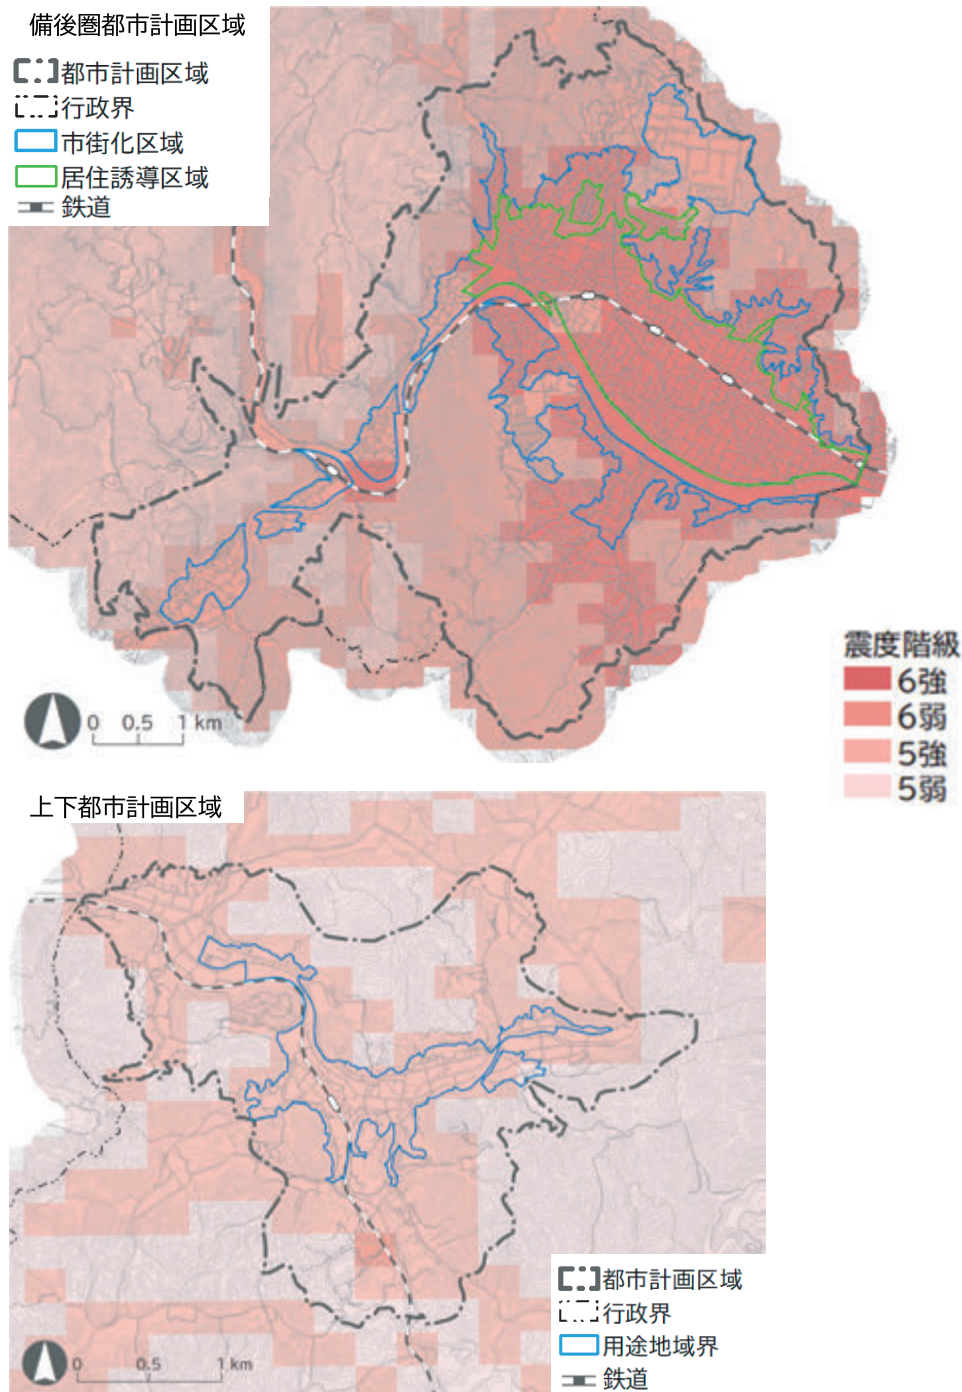 備後圏都市計画区域
都市計画区域
行政界
市街化区域
居住誘導区域
鉄道
震度階級
6強
6弱
5強
5弱
0 0.5 1 km
上下都市計画区域
都市計画区域
行政界
用途地域界
鉄道
0 0.5 1 km